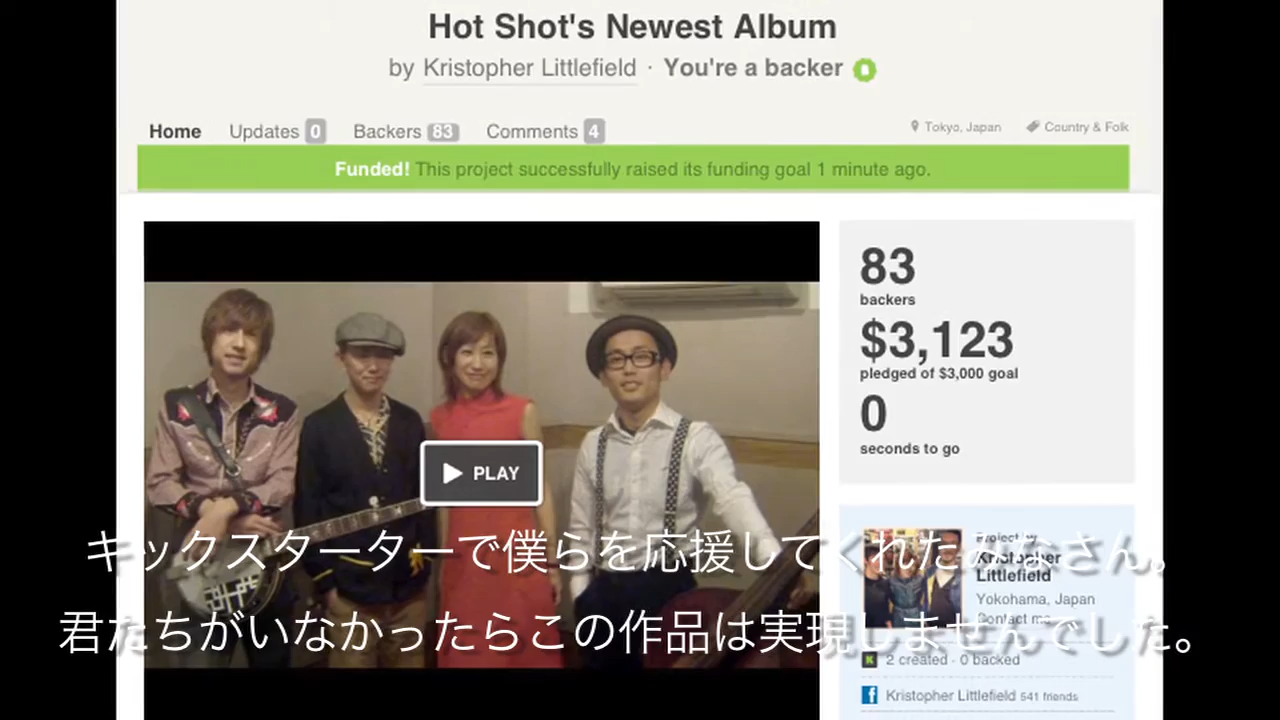 Hot Shot's Newest Album
by Kristopher Littlefield · You're a backer
Home Updates 0 Backers 83 Comments 4
Tokyo, Japan Country & Folk
Funded! This project successfully raised its funding goal 1 minute ago.
83
backers
$3,123
pledged of $3,000 goal
0
seconds to go
PLAY
キックスターターで僕らを応援してくれたみなさん。
君たちがいなかったらこの作品は実現しませんでした。
Project by
Kristopher
Littlefield
Yokohama, Japan
Contact me
2 created · 0 backed
Kristopher Littlefield 541 friends